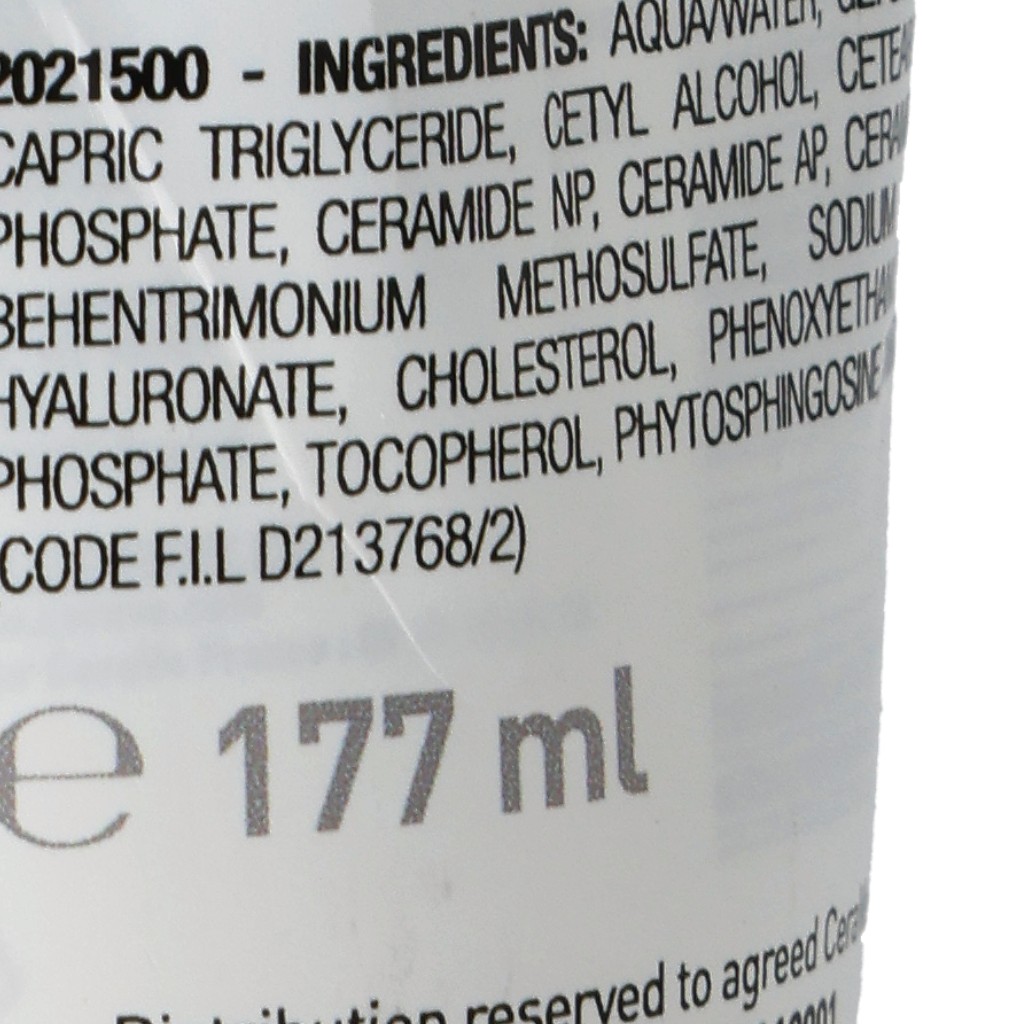 2021500 - INGREDIENTS: AQUA/WATER,
CAPRIC TRIGLYCERIDE, CETYL ALCOHOL,
PHOSPHATE, CERAMIDE NP, CERAMIDE AP,
BEHENTRIMONIUM METHOSULFATE, SODIUM
HYALURONATE, CHOLESTEROL,
PHOSPHATE, TOCOPHEROL, PHYTOSPHINGOSINE
(CODE F.I.L D213768/2)
e 177 ml
Distribution reserved to agreed